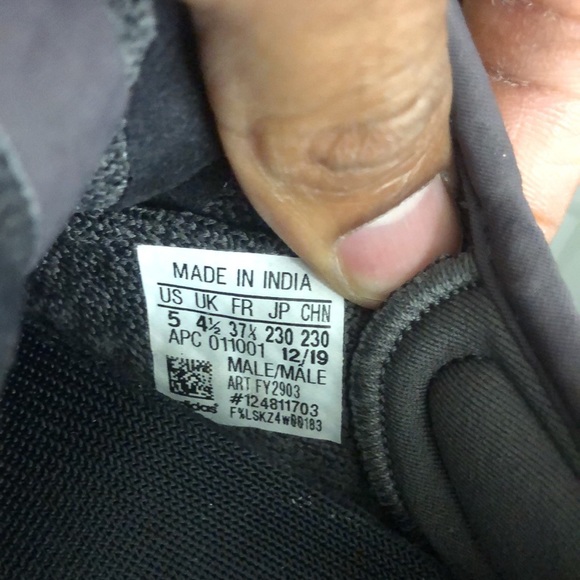 MADE IN INDIA
US UK FR JP CHN
5 4½ 37⅓ 230 230
APC 011001 12/19
MALE/MÂLE
ART FY2903
#124811703
adidas F%LSKZ4w00183